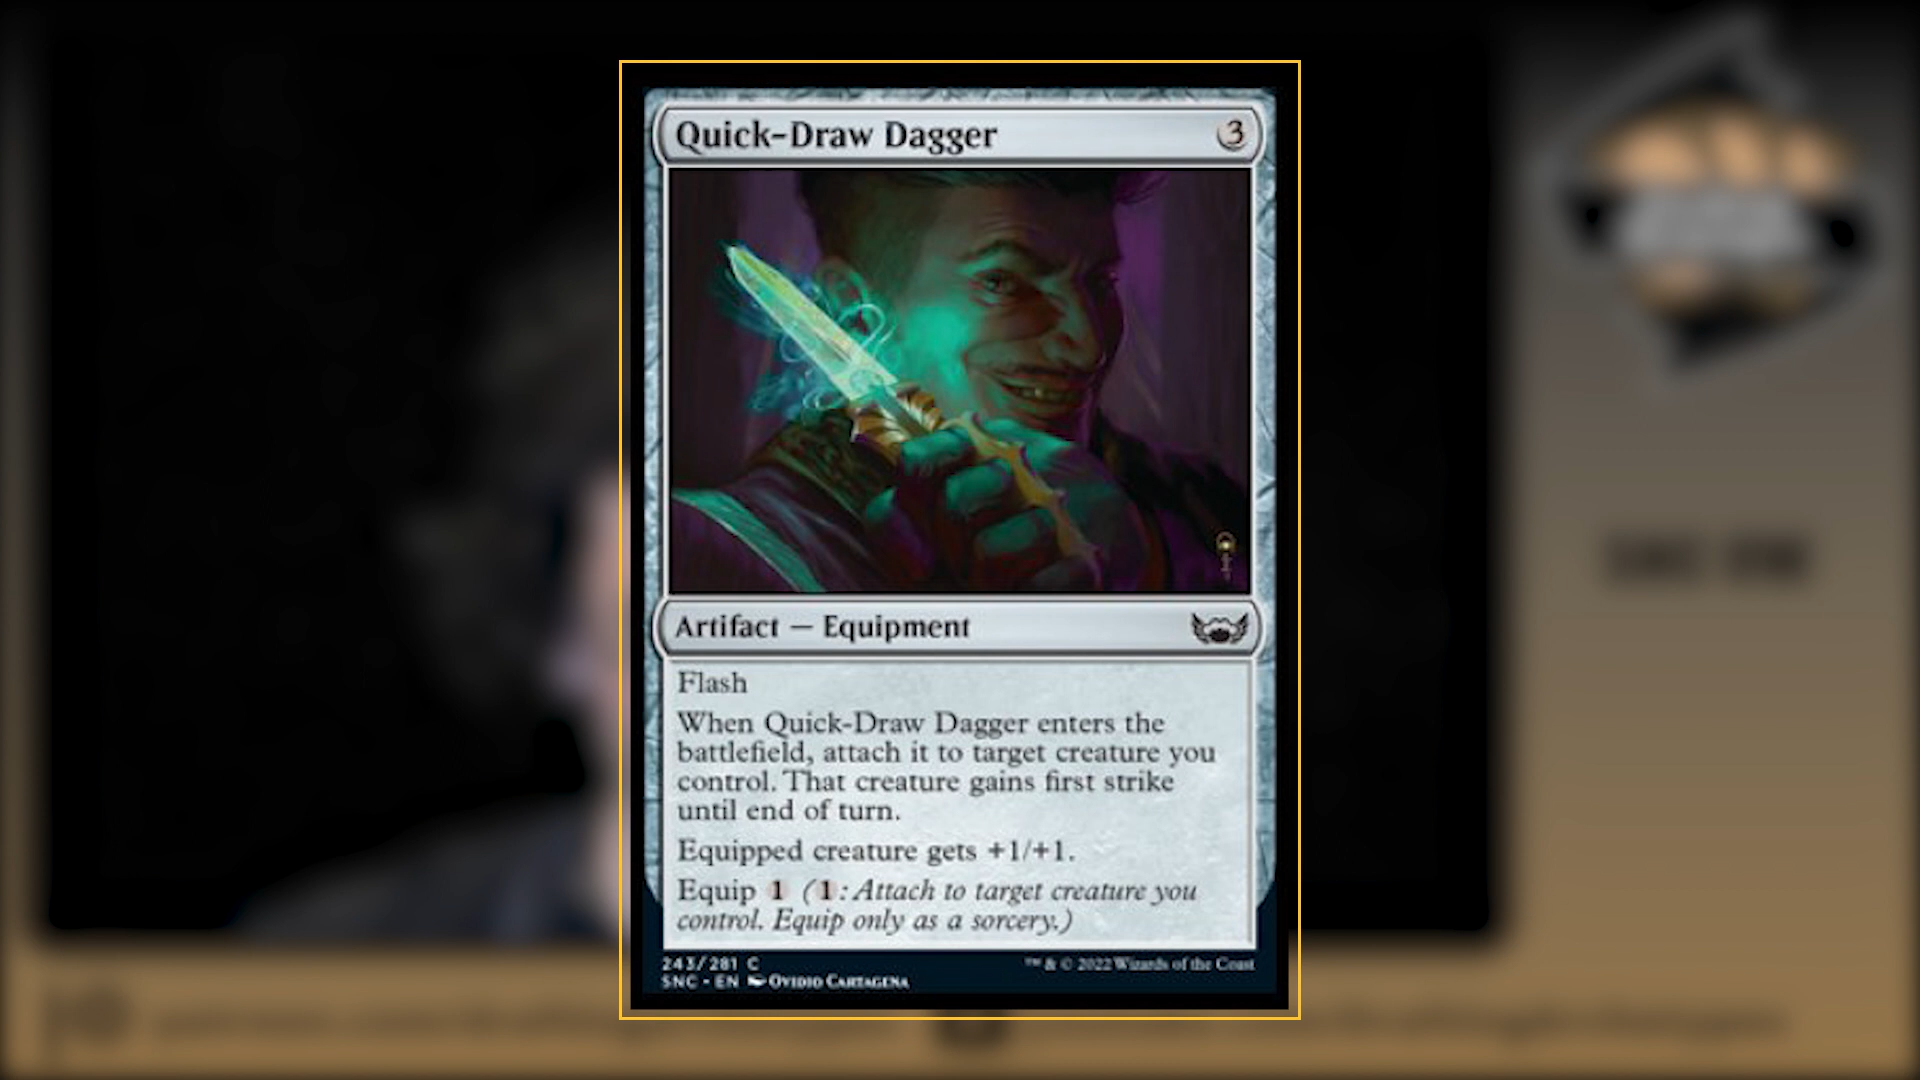 Quick-Draw Dagger 3
Artifact — Equipment
Flash
When Quick-Draw Dagger enters the
battlefield, attach it to target creature you
control. That creature gains first strike
until end of turn.
Equipped creature gets +1/+1.
Equip 1 (1: Attach to target creature you
control. Equip only as a sorcery.)
243/281 C
™ & © 2022 Wizards of the Coast
SNC • EN Ovidio Cartagena